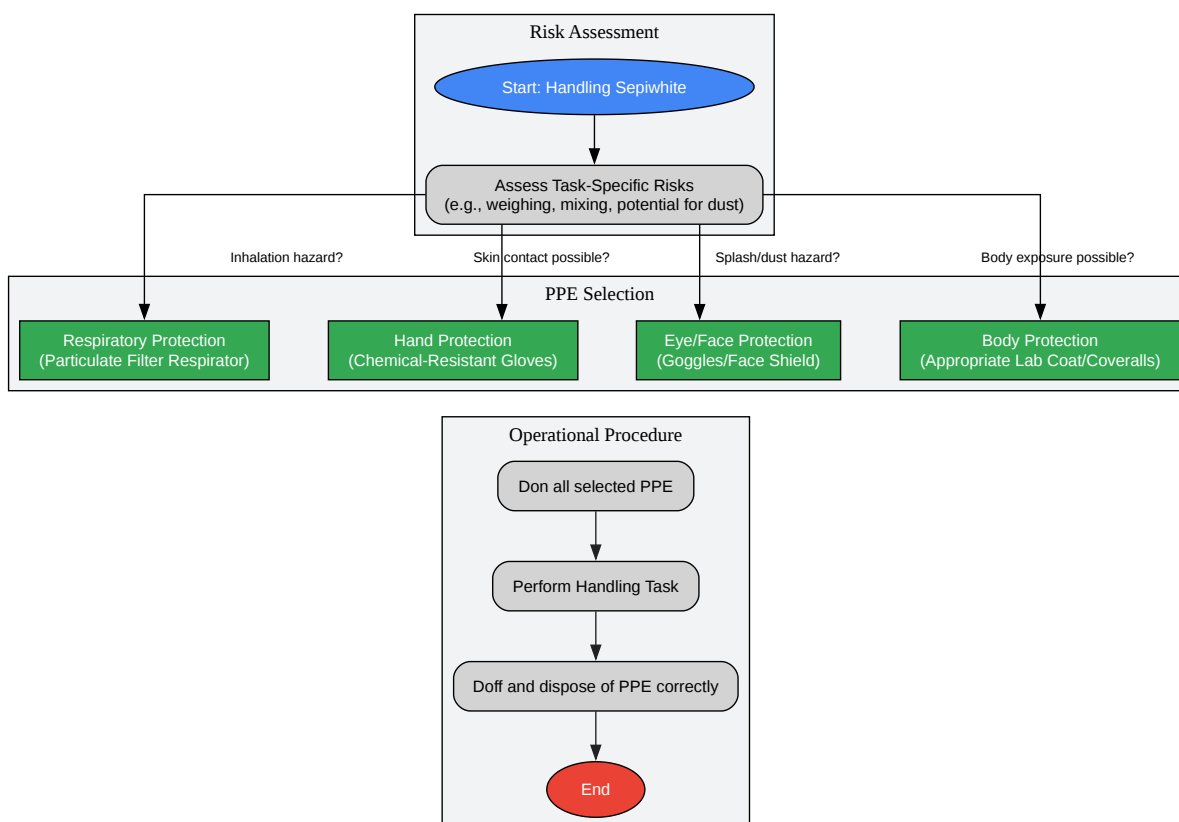 Risk Assessment
Start: Handling Sepiwhite
Assess Task-Specific Risks
(e.g., weighing, mixing, potential for dust)
Inhalation hazard?
Skin contact possible?
Splash/dust hazard?
Body exposure possible?
PPE Selection
Respiratory Protection
(Particulate Filter Respirator)
Hand Protection
(Chemical-Resistant Gloves)
Eye/Face Protection
(Goggles/Face Shield)
Body Protection
(Appropriate Lab Coat/Coveralls)
Operational Procedure
Don all selected PPE
Perform Handling Task
Doff and dispose of PPE correctly
End